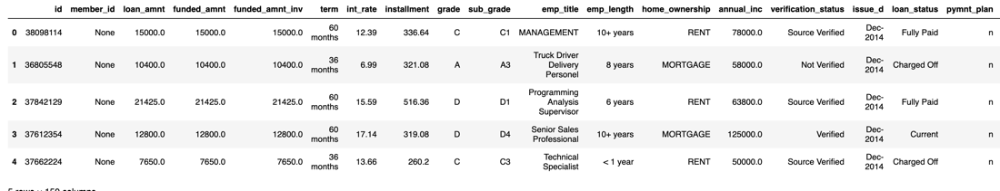 id member_id loan_amnt funded_amnt funded_amnt_inv term int_rate installment grade sub_grade emp_title emp_length home_ownership annual_inc verification_status issue_d loan_status pymnt_plan
0 38098114 None 15000.0 15000.0 15000.0 60 months 12.39 336.64 C C1 MANAGEMENT 10+ years RENT 78000.0 Source Verified Dec-2014 Fully Paid n
1 36805548 None 10400.0 10400.0 10400.0 36 months 6.99 321.08 A A3 Truck Driver Delivery Personel 8 years MORTGAGE 58000.0 Not Verified Dec-2014 Charged Off n
2 37842129 None 21425.0 21425.0 21425.0 60 months 15.59 516.36 D D1 Programming Analysis Supervisor 6 years RENT 63800.0 Source Verified Dec-2014 Fully Paid n
3 37612354 None 12800.0 12800.0 12800.0 60 months 17.14 319.08 D D4 Senior Sales Professional 10+ years MORTGAGE 125000.0 Verified Dec-2014 Current n
4 37662224 None 7650.0 7650.0 7650.0 36 months 13.66 260.2 C C3 Technical Specialist < 1 year RENT 50000.0 Source Verified Dec-2014 Charged Off n